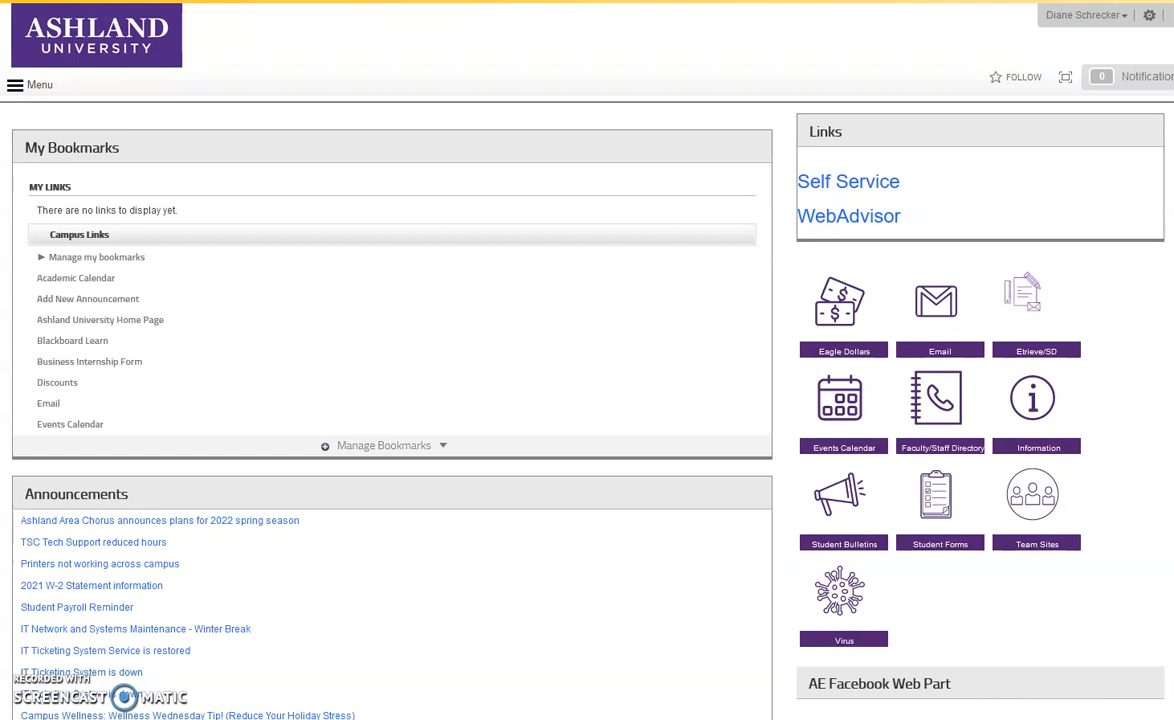 ASHLAND
UNIVERSITY
Diane Schrecker
Menu
FOLLOW
0
My Bookmarks
MY LINKS
There are no links to display yet.
Campus Links
Manage my bookmarks
Academic Calendar
Add New Announcement
Ashland University Home Page
Blackboard Learn
Business Internship Form
Discounts
Email
Events Calendar
Manage Bookmarks
Announcements
Ashland Area Chorus announces plans for 2022 spring season
TSC Tech Support reduced hours
Printers not working across campus
2021 W-2 Statement information
Student Payroll Reminder
IT Network and Systems Maintenance - Winter Break
IT Ticketing System Service is restored
IT Ticketing System is down
Campus Wellness: Wellness Wednesday Tip! (Reduce Your Holiday Stress)
RECORDED WITH
SCREENCAST MATIC
Links
Self Service
WebAdvisor
Eagle Dollars
Email
Etrieve/SD
Events Calendar
Faculty/Staff Directory
Information
Student Bulletins
Student Forms
Team Sites
Virus
AE Facebook Web Part